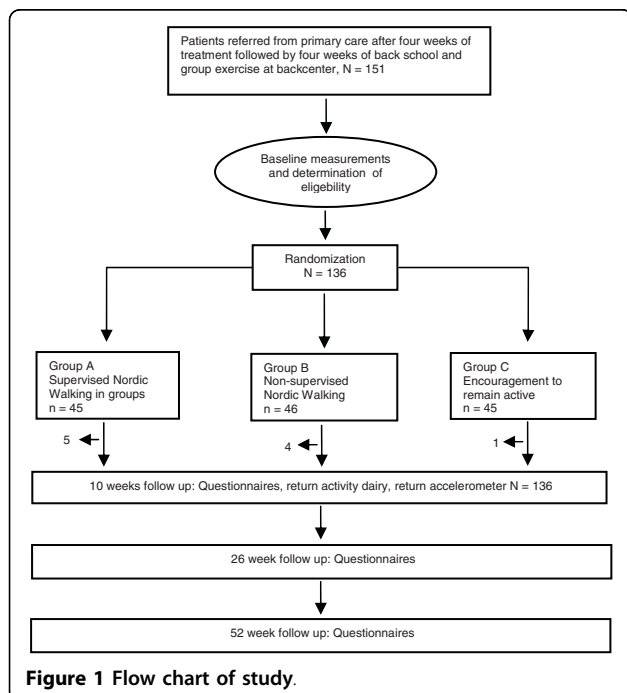 Patients referred from primary care after four weeks of
treatment followed by four weeks of back school and
group exercise at backcenter, N = 151
Baseline measurements
and determination of
eligebility
Randomization
N = 136
Group A
Supervised Nordic
Walking in groups
n = 45
Group B
Non-supervised
Nordic Walking
n = 46
Group C
Encouragement to
remain active
n = 45
5
4
1
10 weeks follow up: Questionnaires, return activity dairy, return accelerometer N = 136
26 week follow up: Questionnaires
52 week follow up: Questionnaires
Figure 1 Flow chart of study.